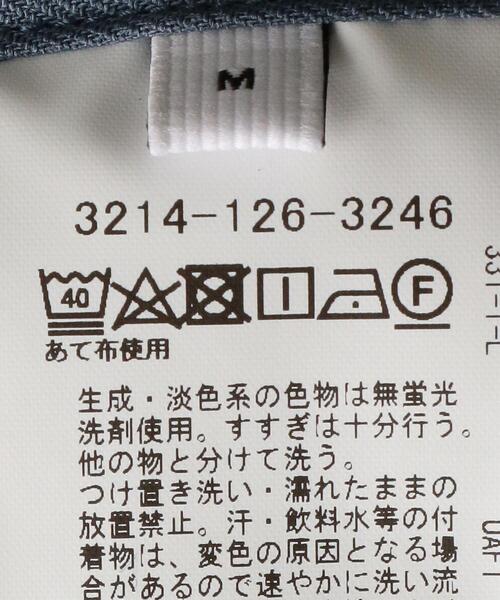 M
3214-126-3246
40
F
あて布使用
生成・淡色系の色物は無蛍光
洗剤使用。すすぎは十分行う。
他の物と分けて洗う。
つけ置き洗い・濡れたままの
放置禁止。汗・飲料水等の付
着物は、変色の原因となる場
合があるので速やかに洗い流
331-1-L